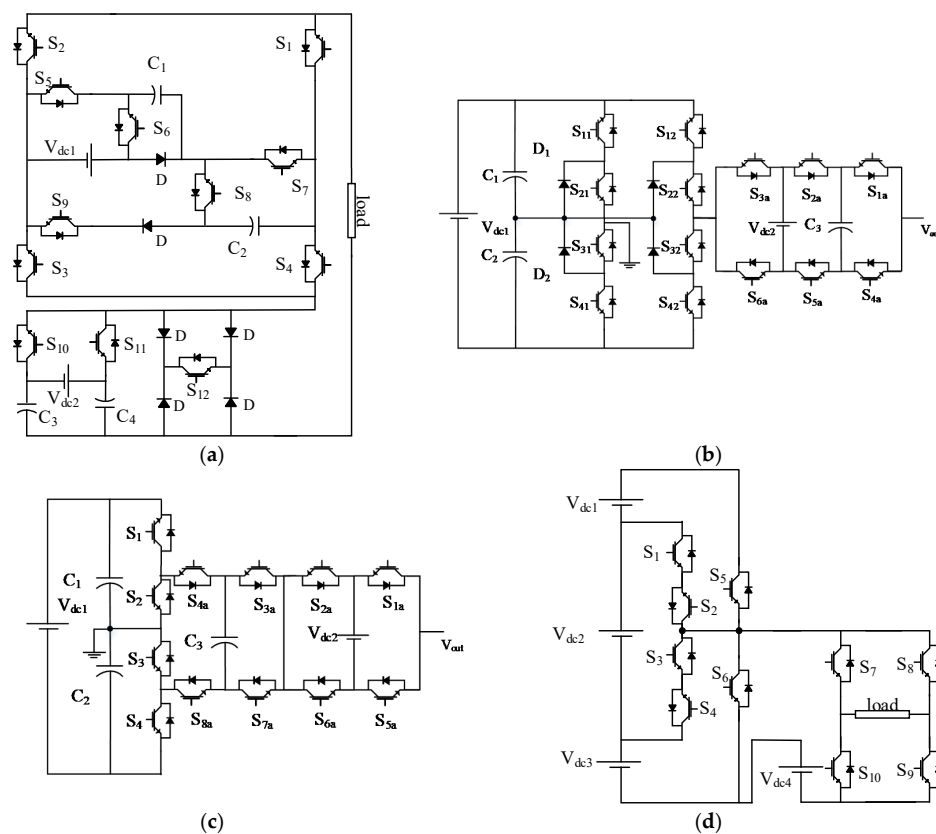 S2
S1
S5
C1
S6
Vdc1
D
S7
S8
S9
D
C2
load
S3
S4
S10
S11
D
D
Vdc2
S12
C3
C4
D
D
(a)
S11
S12
D1
C1
S21
S22
S3a
S2a
S1a
Vdc1
Vdc2
C3
C2
S31
S32
D2
S41
S42
S6a
S5a
S4a
(b)
S1
C1
S4a
S3a
S2a
S1a
Vdc1
S2
C3
Vdc2
Vout
S3
C2
S4
S8a
S7a
S6a
S5a
(c)
Vdc1
S1
S5
S2
Vdc2
S3
S6
S7
S8
S4
load
Vdc3
Vdc4
S10
S9
(d)